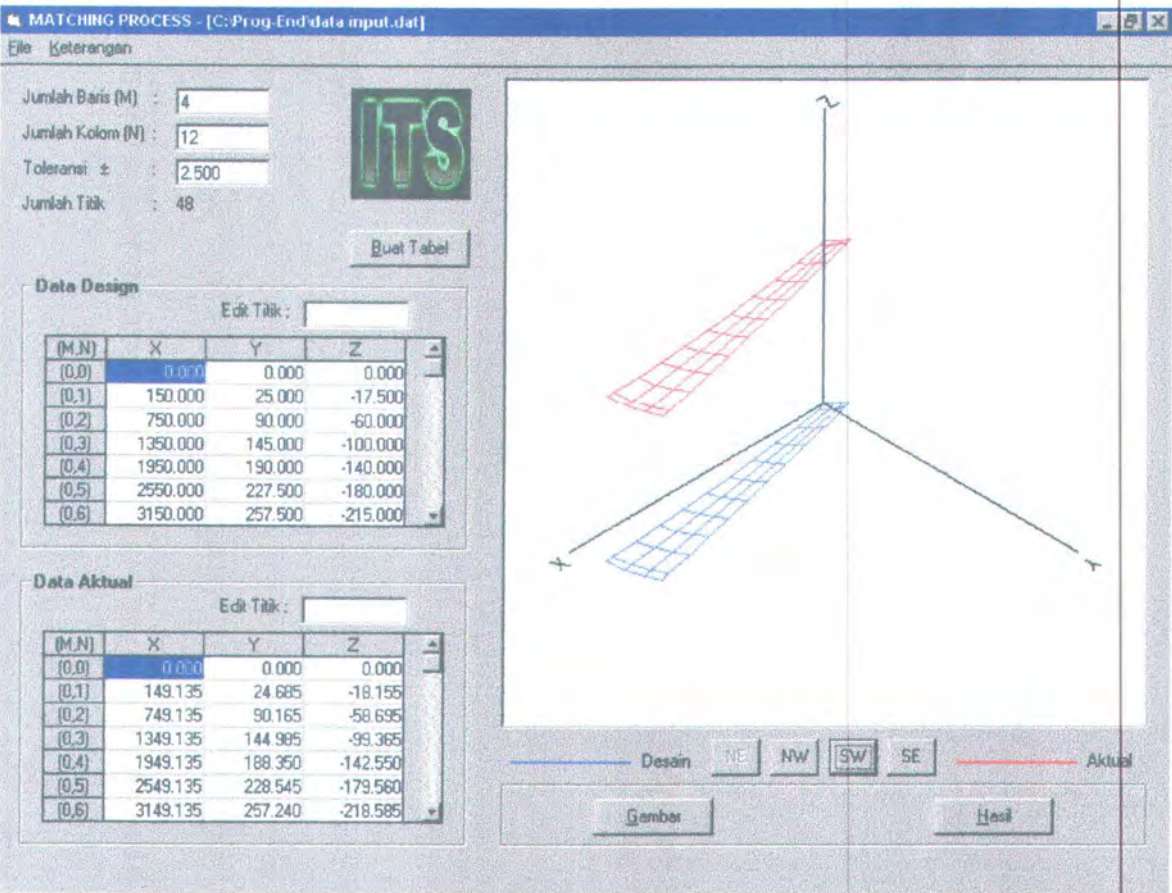 MATCHING PROCESS - [C:\Prog-End\data input.dat]
File Keterangan
Jumlah Baris (M) : 4
Jumlah Kolom (N) : 12
Toleransi ± : 2.500
Jumlah Titik : 48
ITS
Buat Tabel
Data Design
Edit Titik :
(M,N) X Y Z
(0,0) 0.000 0.000 0.000
(0,1) 150.000 25.000 -17.500
(0,2) 750.000 90.000 -60.000
(0,3) 1350.000 145.000 -100.000
(0,4) 1950.000 190.000 -140.000
(0,5) 2550.000 227.500 -180.000
(0,6) 3150.000 257.500 -215.000
Data Aktual
Edit Titik :
(M,N) X Y Z
(0,0) 0.000 0.000 0.000
(0,1) 149.135 24.685 -18.155
(0,2) 749.135 90.165 -58.695
(0,3) 1349.135 144.985 -99.365
(0,4) 1949.135 188.350 -142.550
(0,5) 2549.135 228.545 -179.560
(0,6) 3149.135 257.240 -218.585
Z
X
Y
Desain NE NW SW SE Aktual
Gambar Hasil